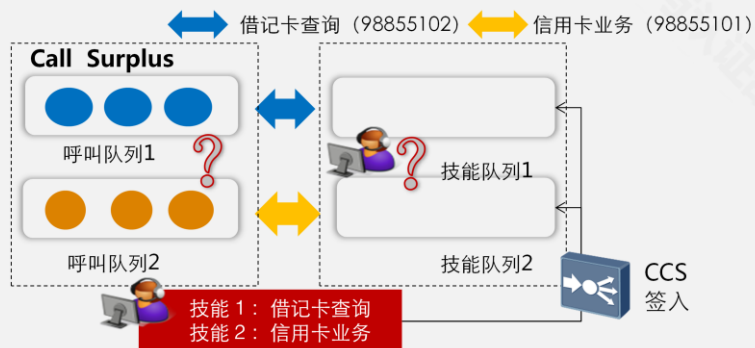 借记卡查询（98855102）
信用卡业务（98855101）
Call Surplus
呼叫队列1
技能队列1
呼叫队列2
技能队列2
CCS
签入
技能 1： 借记卡查询
技能 2： 信用卡业务